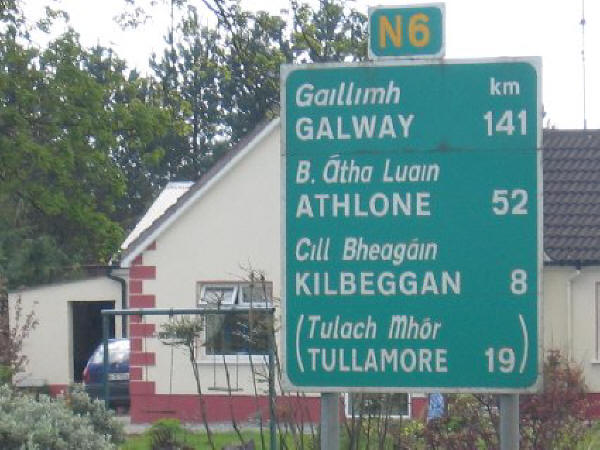 N6
Gaillimh km
GALWAY 141
B. Átha Luain
ATHLONE 52
Cill Bheagáin
KILBEGGAN 8
(Tulach Mhór
TULLAMORE 19)